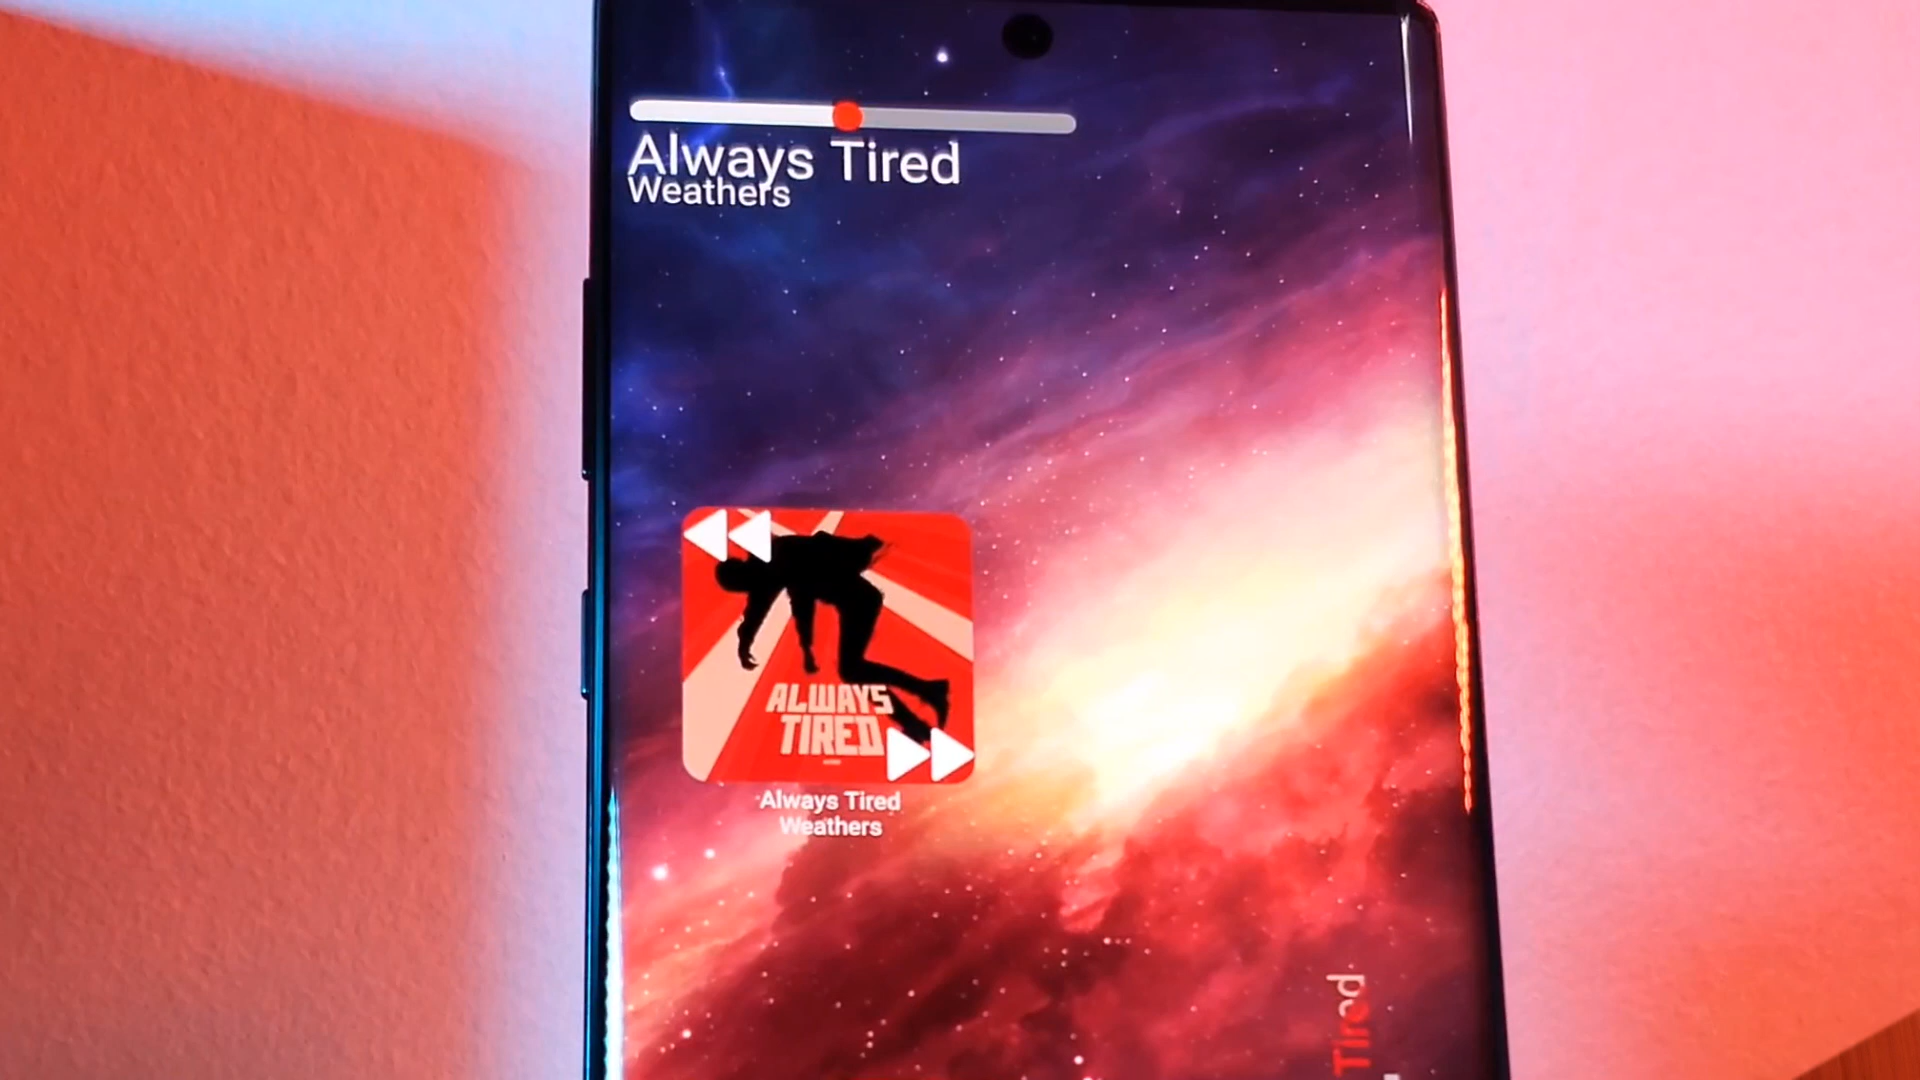 Always Tired
Weathers
ALWAYS
TIRED
Always Tired
Weathers
Tired